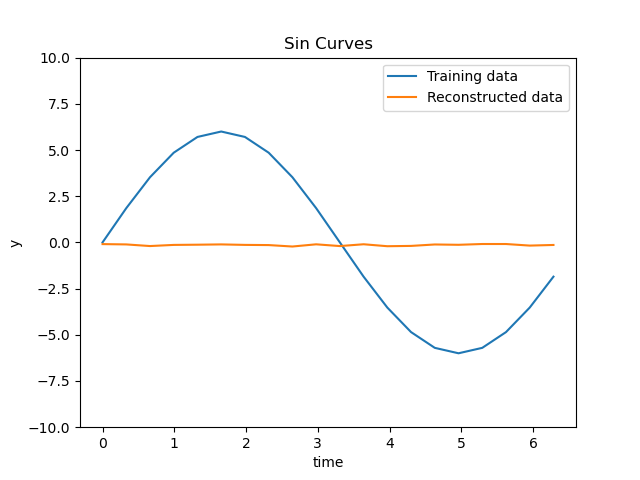 Sin Curves
Training data
Reconstructed data
y
10.0
7.5
5.0
2.5
0.0
−2.5
−5.0
−7.5
−10.0
0 1 2 3 4 5 6
time